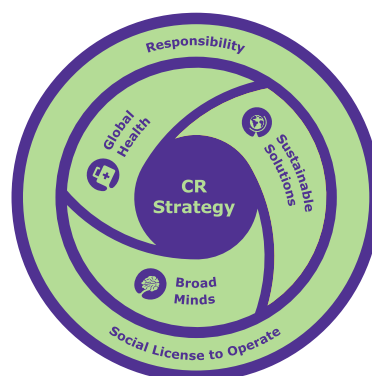 Responsibility
Global
Health
Sustainable
Solutions
CR
Strategy
Broad
Minds
Social License to Operate